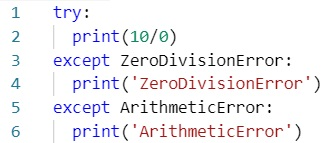 1 try:
2   print(10/0)
3 except ZeroDivisionError:
4   print('ZeroDivisionError')
5 except ArithmeticError:
6   print('ArithmeticError')